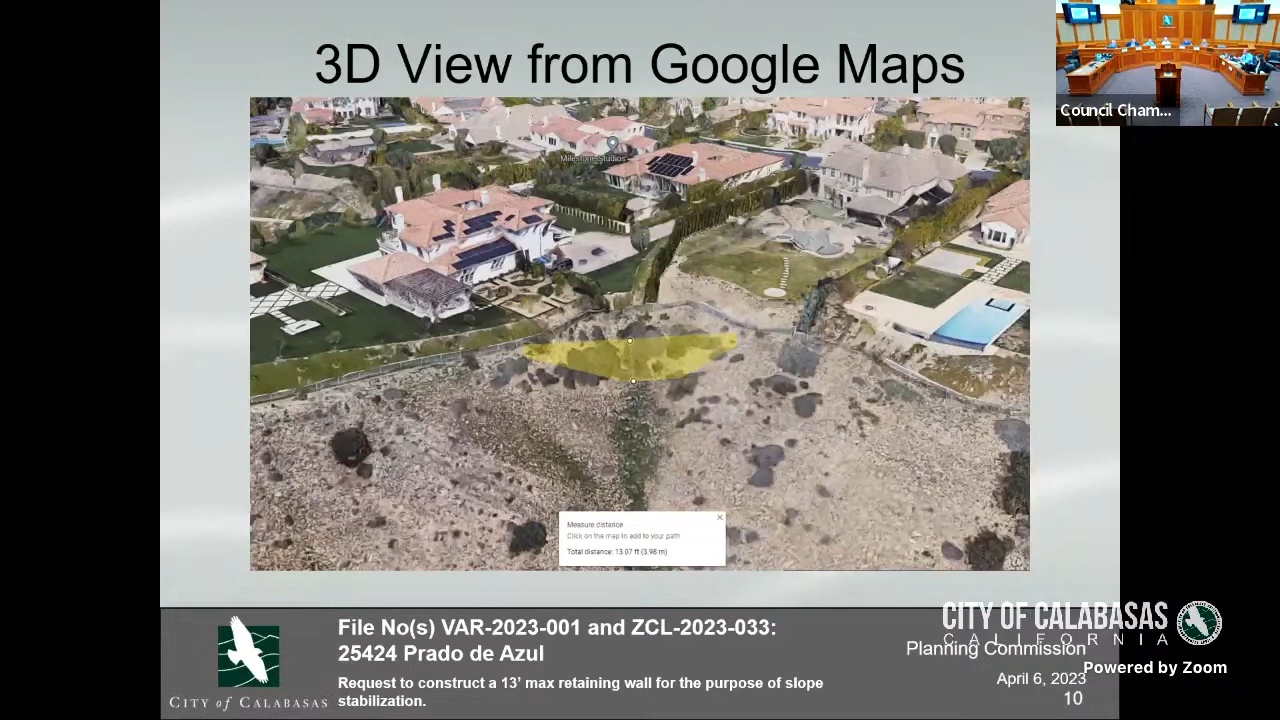 3D View from Google Maps
Council Cham...
Milestone Studios
Measure distance
Click on the map to add to your path
Total distance: 13.07 ft (3.98 m)
CITY of CALABASAS
File No(s) VAR-2023-001 and ZCL-2023-033:
25424 Prado de Azul
Request to construct a 13' max retaining wall for the purpose of slope
stabilization.
CITY OF CALABASAS
CALIFORNIA
Planning Commission
Powered by Zoom
April 6, 2023
10